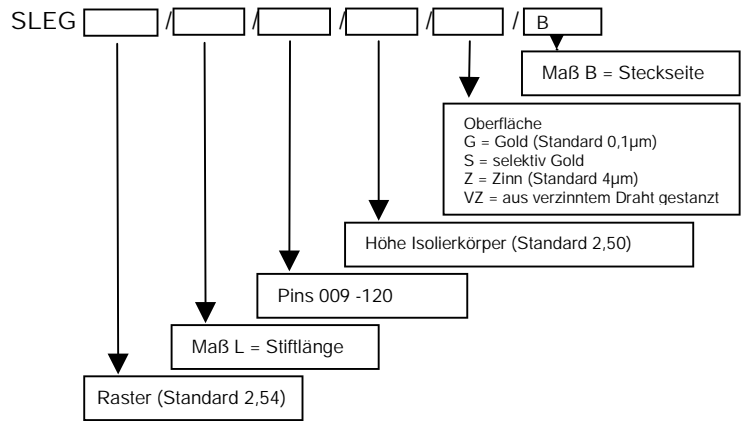 SLEG / / / / / B
Maß B = Steckseite
Oberfläche
G = Gold (Standard 0,1µm)
S = selektiv Gold
Z = Zinn (Standard 4µm)
VZ = aus verzinntem Draht gestanzt
Höhe Isolierkörper (Standard 2,50)
Pins 009 -120
Maß L = Stiftlänge
Raster (Standard 2,54)